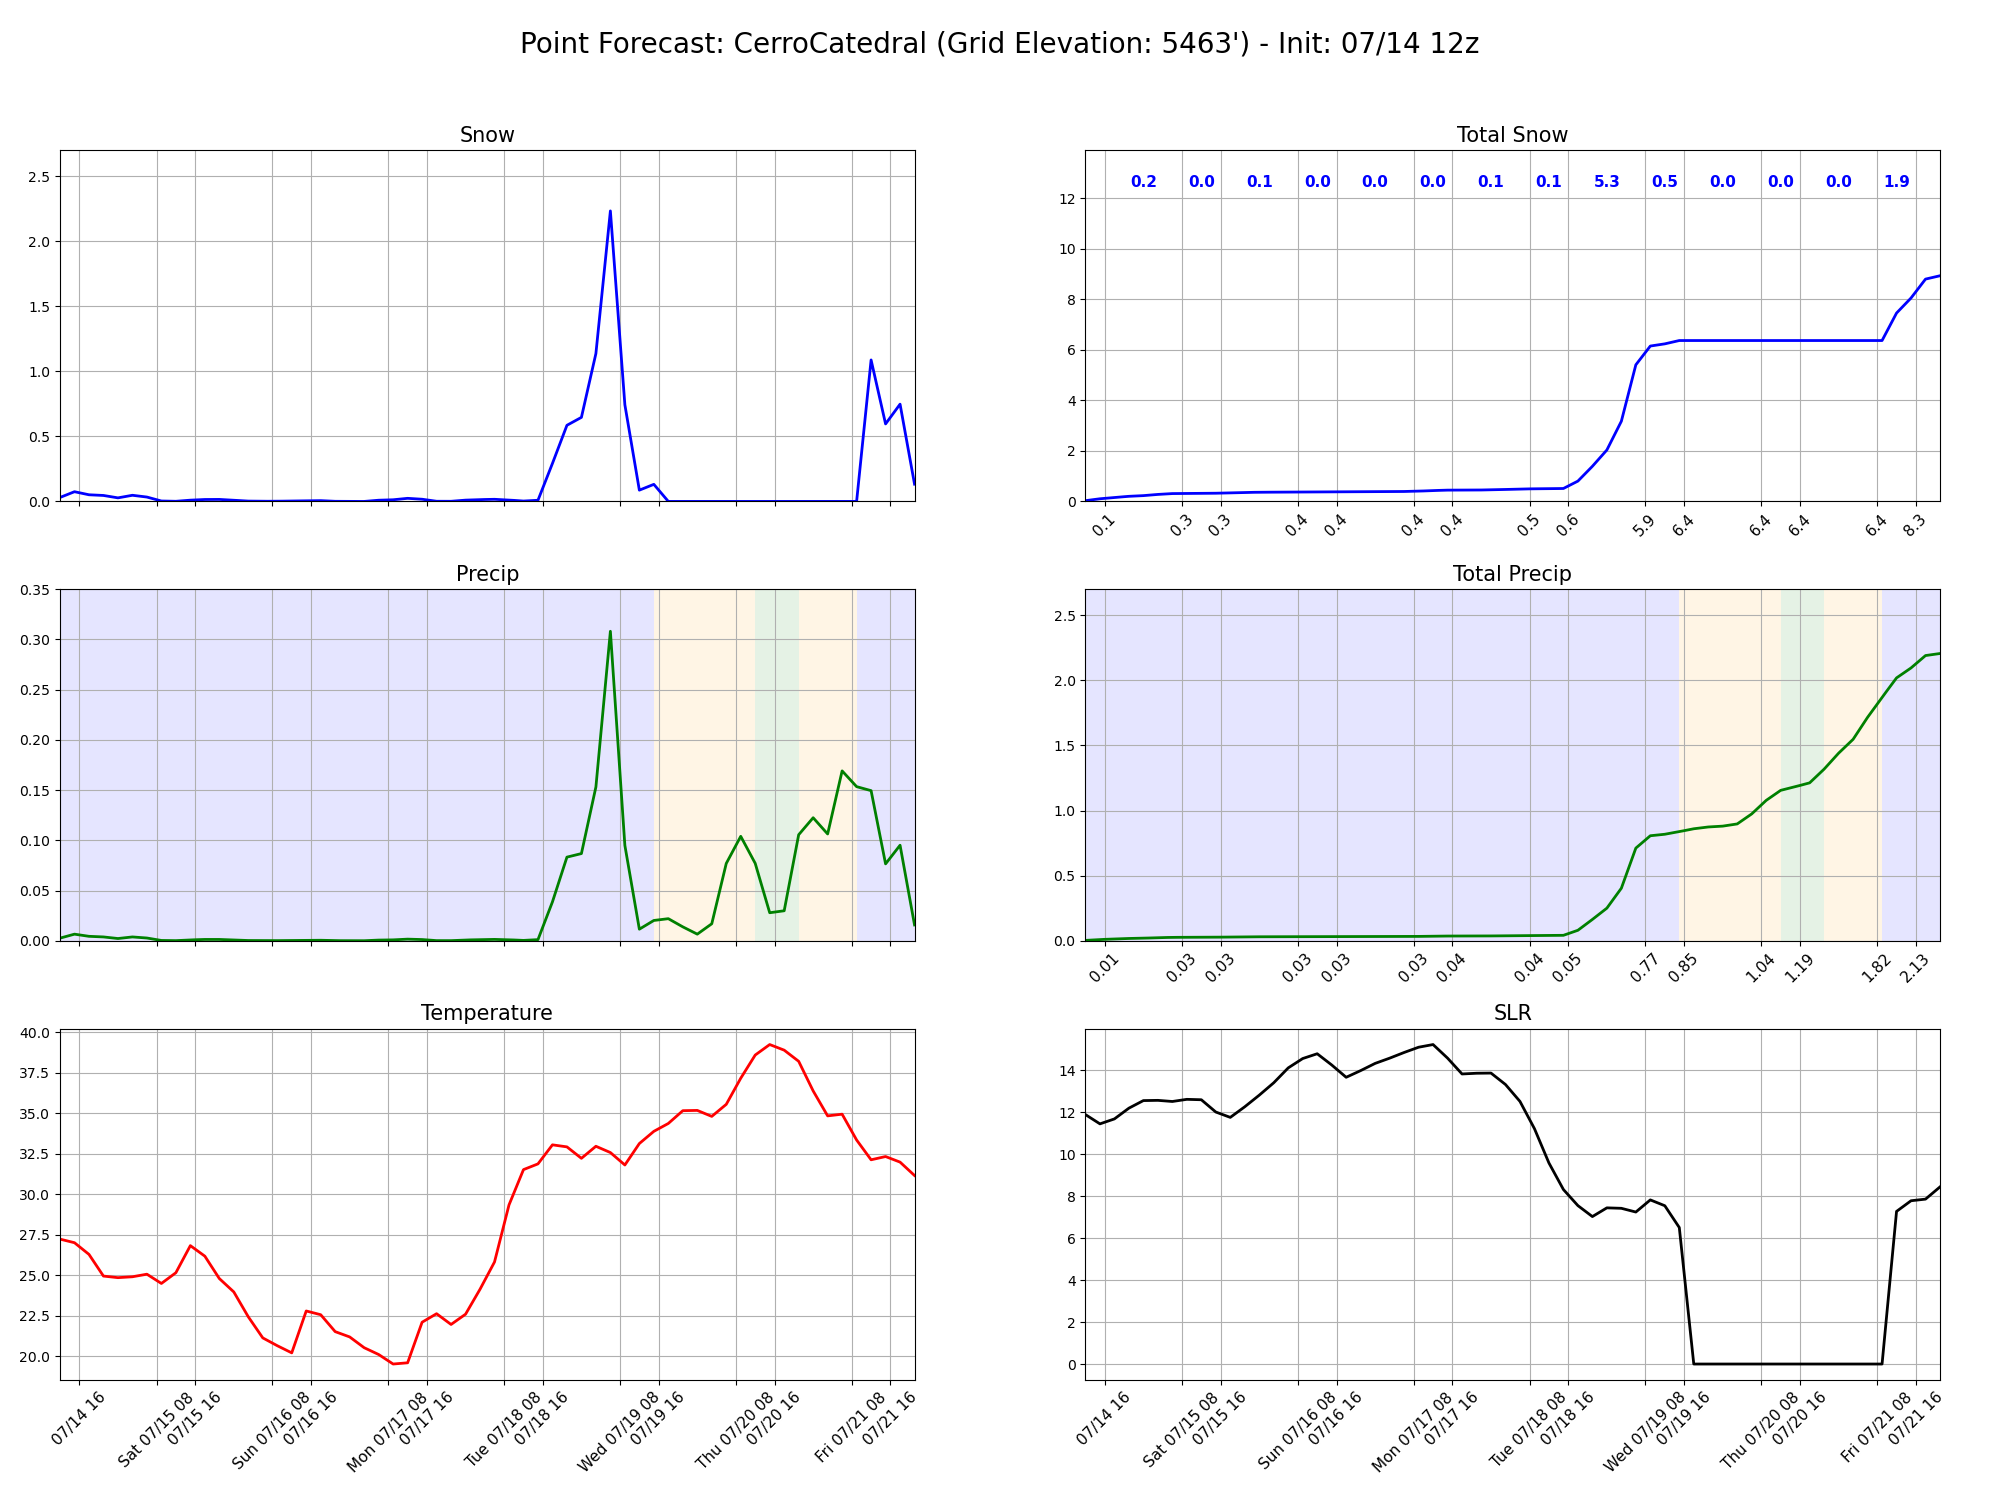 Point Forecast: CerroCatedral (Grid Elevation: 5463') - Init: 07/14 12z
Snow
2.5
2.0
1.5
1.0
0.5
0.0
Total Snow
0.2 0.0 0.1 0.0 0.0 0.0 0.1 0.1 5.3 0.5 0.0 0.0 0.0 1.9
12
10
8
6
4
2
0
0.1 0.3 0.3 0.4 0.4 0.4 0.4 0.5 0.6 5.9 6.4 6.4 6.4 6.4 8.3
Precip
0.35
0.30
0.25
0.20
0.15
0.10
0.05
0.00
Total Precip
2.5
2.0
1.5
1.0
0.5
0.0
0.01 0.03 0.03 0.03 0.03 0.03 0.04 0.04 0.05 0.77 0.85 1.04 1.19 1.82 2.13
Temperature
40.0
37.5
35.0
32.5
30.0
27.5
25.0
22.5
20.0
07/14 16
Sat 07/15 08
07/15 16
Sun 07/16 08
07/16 16
Mon 07/17 08
07/17 16
Tue 07/18 08
07/18 16
Wed 07/19 08
07/19 16
Thu 07/20 08
07/20 16
Fri 07/21 08
07/21 16
SLR
14
12
10
8
6
4
2
0
07/14 16
Sat 07/15 08
07/15 16
Sun 07/16 08
07/16 16
Mon 07/17 08
07/17 16
Tue 07/18 08
07/18 16
Wed 07/19 08
07/19 16
Thu 07/20 08
07/20 16
Fri 07/21 08
07/21 16